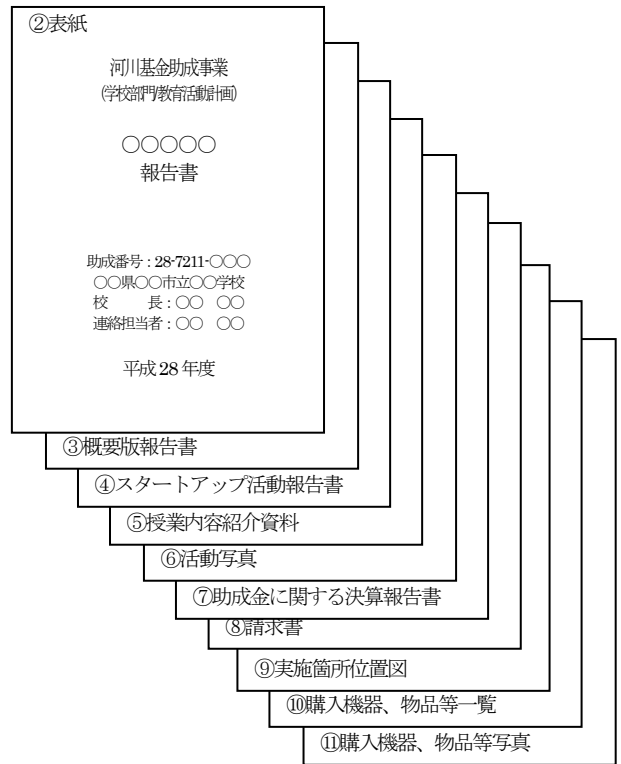 ②表紙
河川基金助成事業
(学校部門/教育活動計画)
○○○○○
報告書
助成番号：28-7211-○○○
○○県○○市立○○学校
校　　長：○○　○○
連絡担当者：○○　○○
平成 28 年度
③概要版報告書
④スタートアップ活動報告書
⑤授業内容紹介資料
⑥活動写真
⑦助成金に関する決算報告書
⑧請求書
⑨実施箇所位置図
⑩購入機器、物品等一覧
⑪購入機器、物品等写真